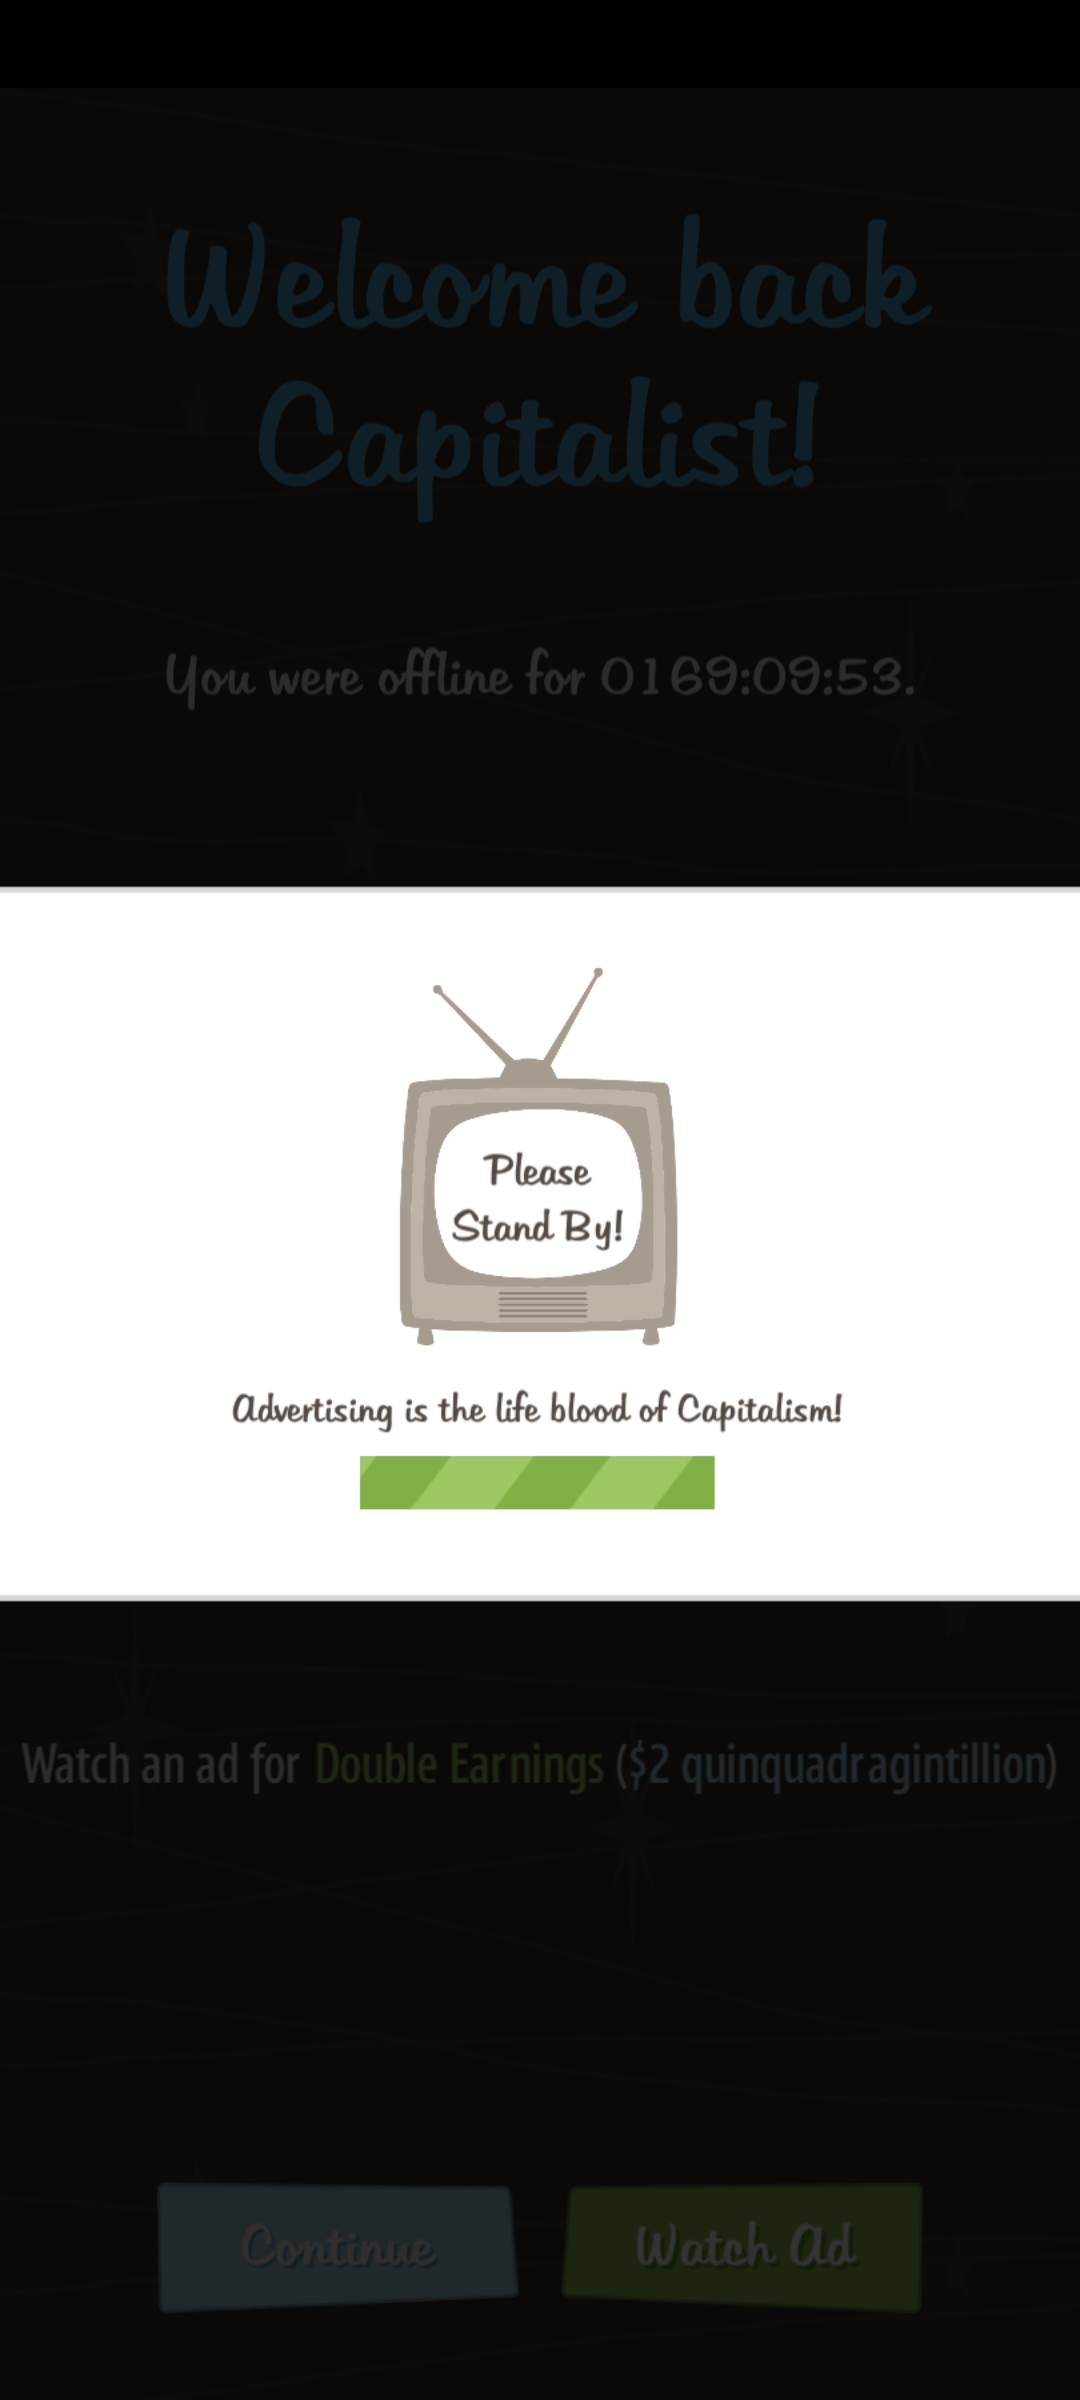 Welcome back
Capitalist!
You were offline for 0169:09:53.
Please
Stand By!
Advertising is the life blood of Capitalism!
Watch an ad for Double Earnings ($2 quinquadragintillion)
Continue
Watch Ad